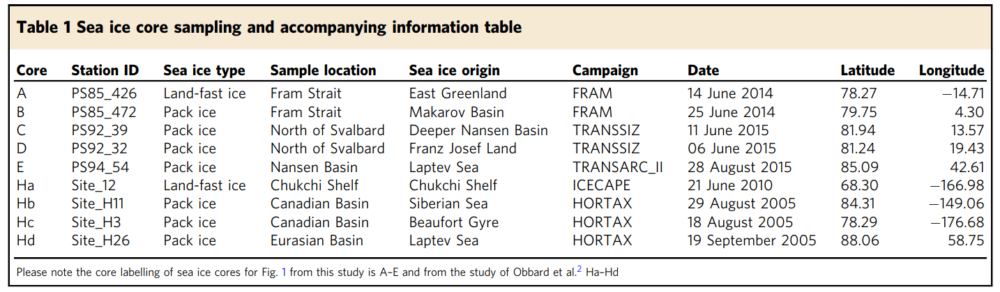 Table 1 Sea ice core sampling and accompanying information table
Core Station ID Sea ice type Sample location Sea ice origin Campaign Date Latitude Longitude
A PS85_426 Land-fast ice Fram Strait East Greenland FRAM 14 June 2014 78.27 −14.71
B PS85_472 Pack ice Fram Strait Makarov Basin FRAM 25 June 2014 79.75 4.30
C PS92_39 Pack ice North of Svalbard Deeper Nansen Basin TRANSSIZ 11 June 2015 81.94 13.57
D PS92_32 Pack ice North of Svalbard Franz Josef Land TRANSSIZ 06 June 2015 81.24 19.43
E PS94_54 Pack ice Nansen Basin Laptev Sea TRANSARC_II 28 August 2015 85.09 42.61
Ha Site_12 Land-fast ice Chukchi Shelf Chukchi Shelf ICECAPE 21 June 2010 68.30 −166.98
Hb Site_H11 Pack ice Canadian Basin Siberian Sea HORTAX 29 August 2005 84.31 −149.06
Hc Site_H3 Pack ice Canadian Basin Beaufort Gyre HORTAX 18 August 2005 78.29 −176.68
Hd Site_H26 Pack ice Eurasian Basin Laptev Sea HORTAX 19 September 2005 88.06 58.75
Please note the core labelling of sea ice cores for Fig. 1 from this study is A–E and from the study of Obbard et al.2 Ha–Hd